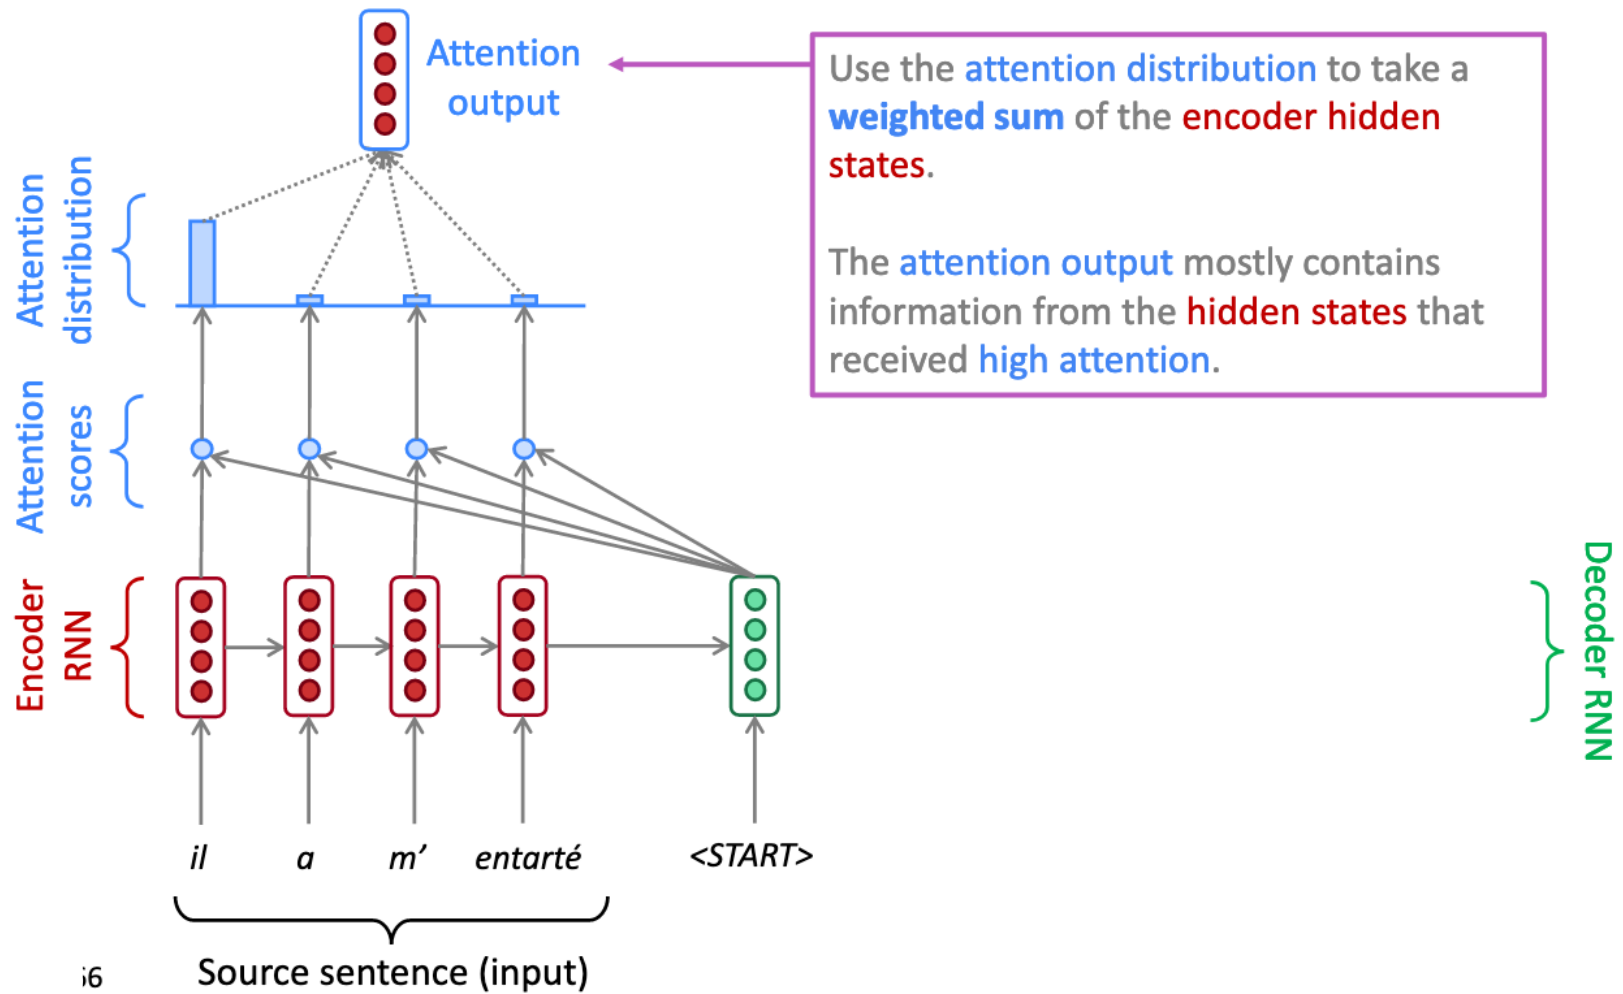 Attention
output
Use the attention distribution to take a
weighted sum of the encoder hidden
states.
The attention output mostly contains
information from the hidden states that
received high attention.
Attention
distribution
Attention
scores
Encoder
RNN
Decoder RNN
il a m’ entarté <START>
Source sentence (input)